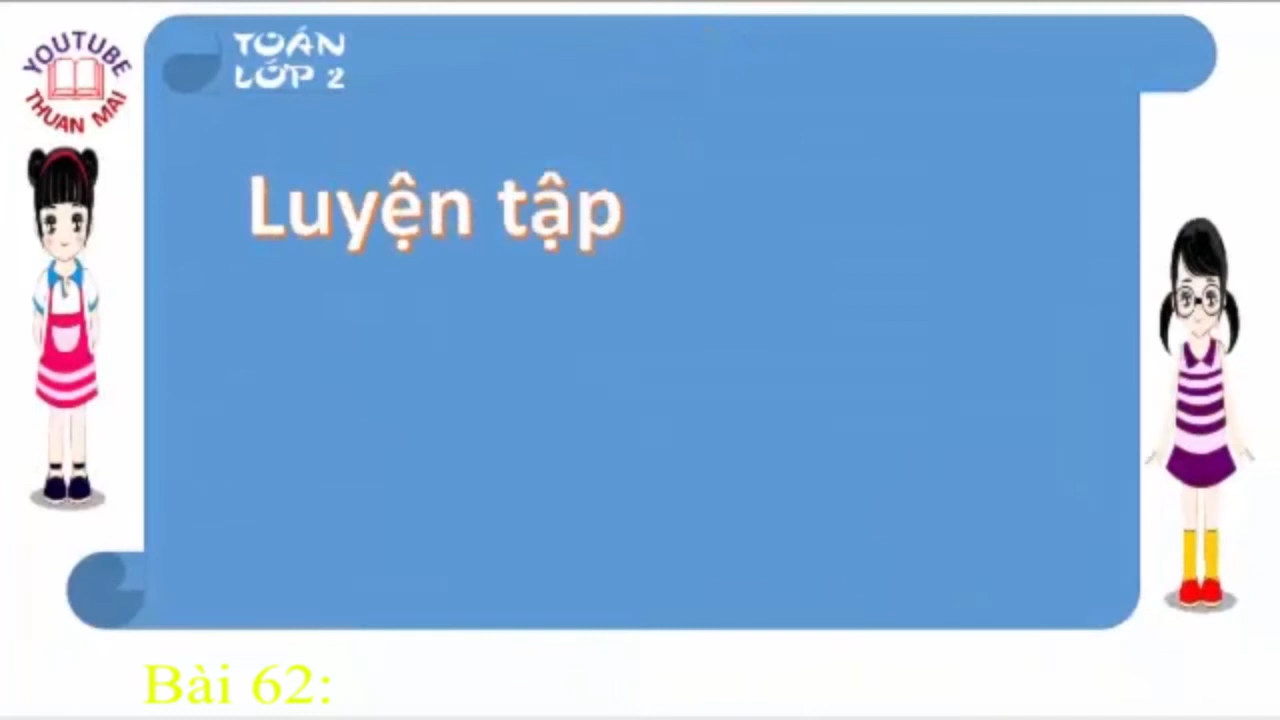 YOUTUBE
THUAN MAI
TOÁN
LỚP 2
Luyện tập
Bài 62: